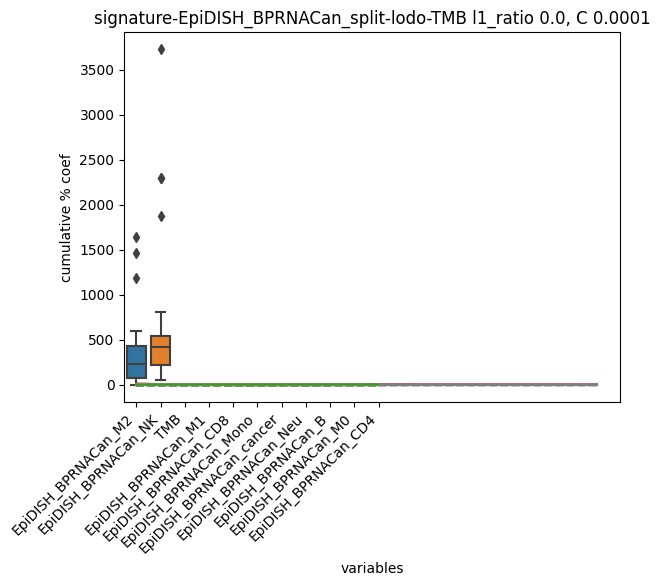 signature-EpiDISH_BPRNACan_split-lodo-TMB l1_ratio 0.0, C 0.0001
cumulative % coef
3500
3000
2500
2000
1500
1000
500
0
EpiDISH_BPRNACan_M2
EpiDISH_BPRNACan_NK
TMB
EpiDISH_BPRNACan_M1
EpiDISH_BPRNACan_CD8
EpiDISH_BPRNACan_Mono
EpiDISH_BPRNACan_cancer
EpiDISH_BPRNACan_Neu
EpiDISH_BPRNACan_B
EpiDISH_BPRNACan_M0
EpiDISH_BPRNACan_CD4
variables